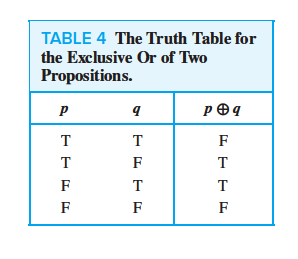 TABLE 4 The Truth Table for
the Exclusive Or of Two
Propositions.
p q p ⊕ q
T T F
T F T
F T T
F F F